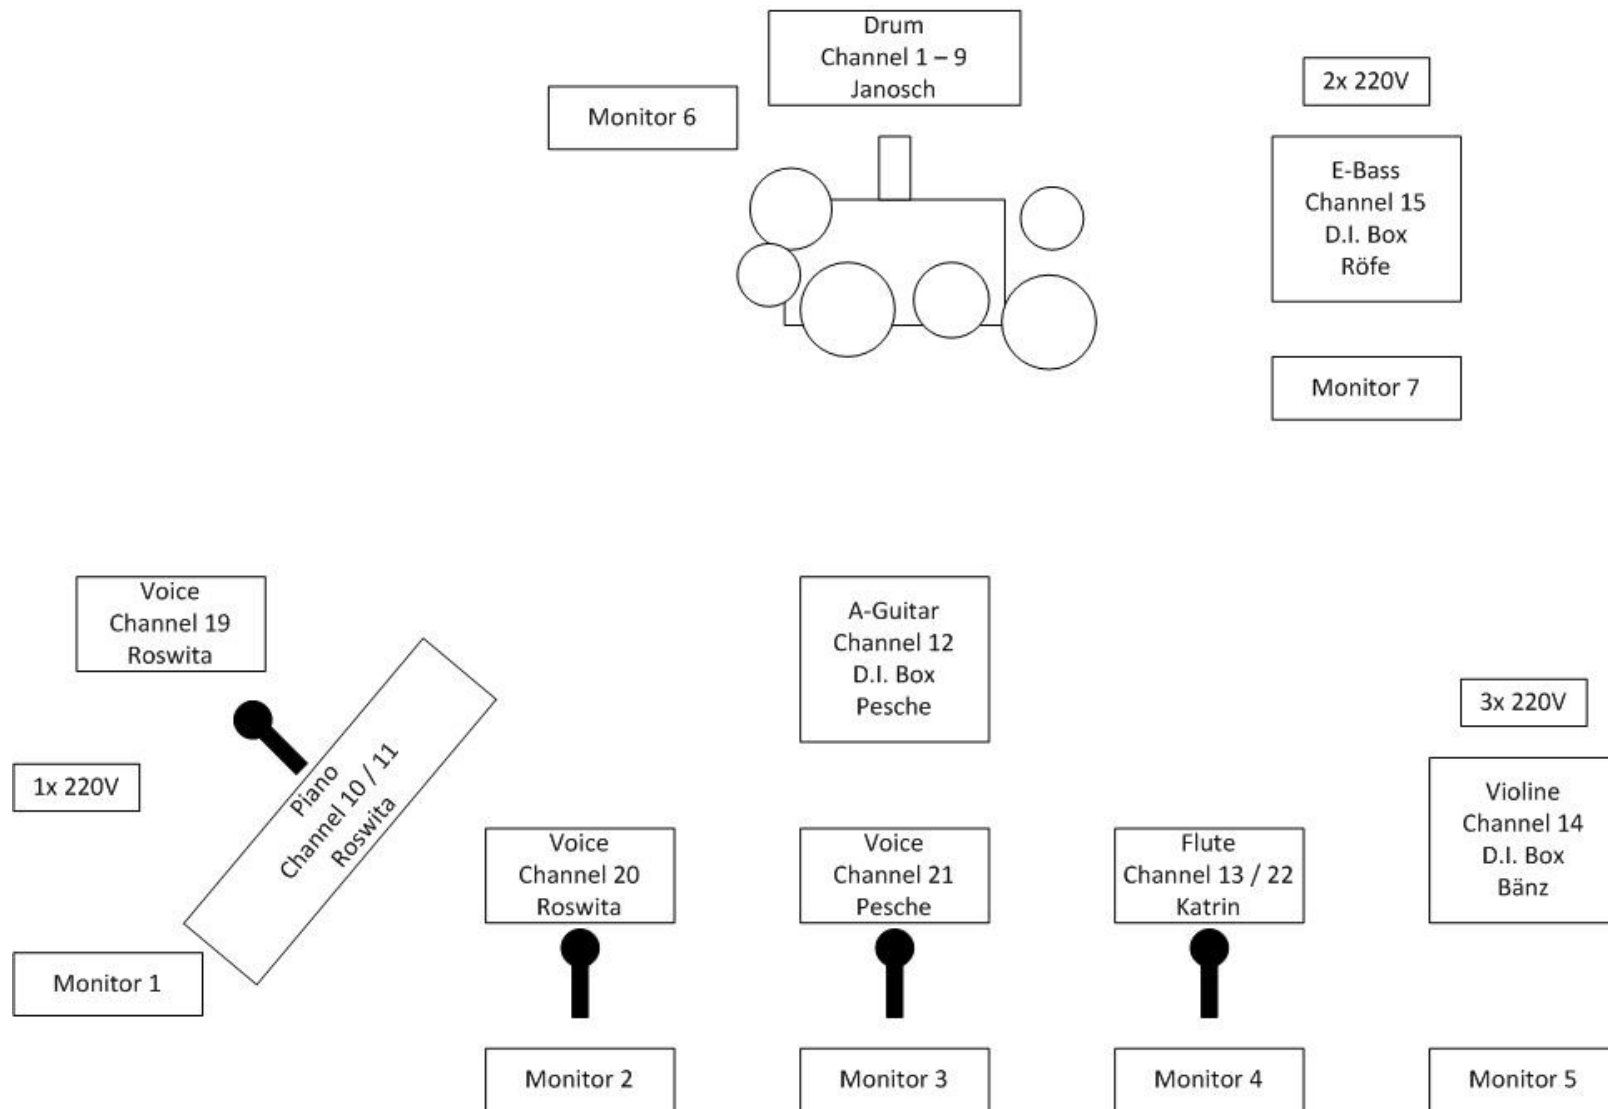 Drum
Channel 1 – 9
Janosch
2x 220V
Monitor 6
E-Bass
Channel 15
D.I. Box
Röfe
Monitor 7
Voice
Channel 19
Roswita
A-Guitar
Channel 12
D.I. Box
Pesche
3x 220V
1x 220V
Piano
Channel 10 / 11
Roswita
Voice
Channel 20
Roswita
Voice
Channel 21
Pesche
Flute
Channel 13 / 22
Katrin
Violine
Channel 14
D.I. Box
Bänz
Monitor 1
Monitor 2
Monitor 3
Monitor 4
Monitor 5